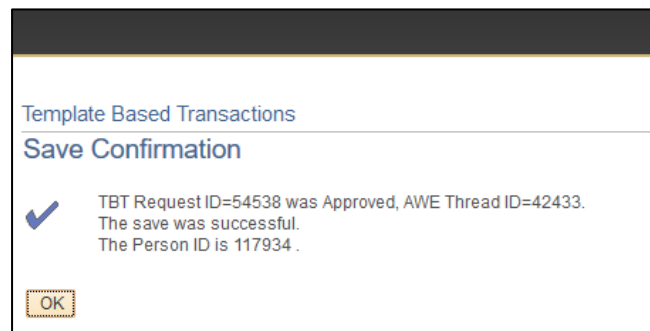 Template Based Transactions
Save Confirmation
TBT Request ID=54538 was Approved, AWE Thread ID=42433.
The save was successful.
The Person ID is 117934 .
OK